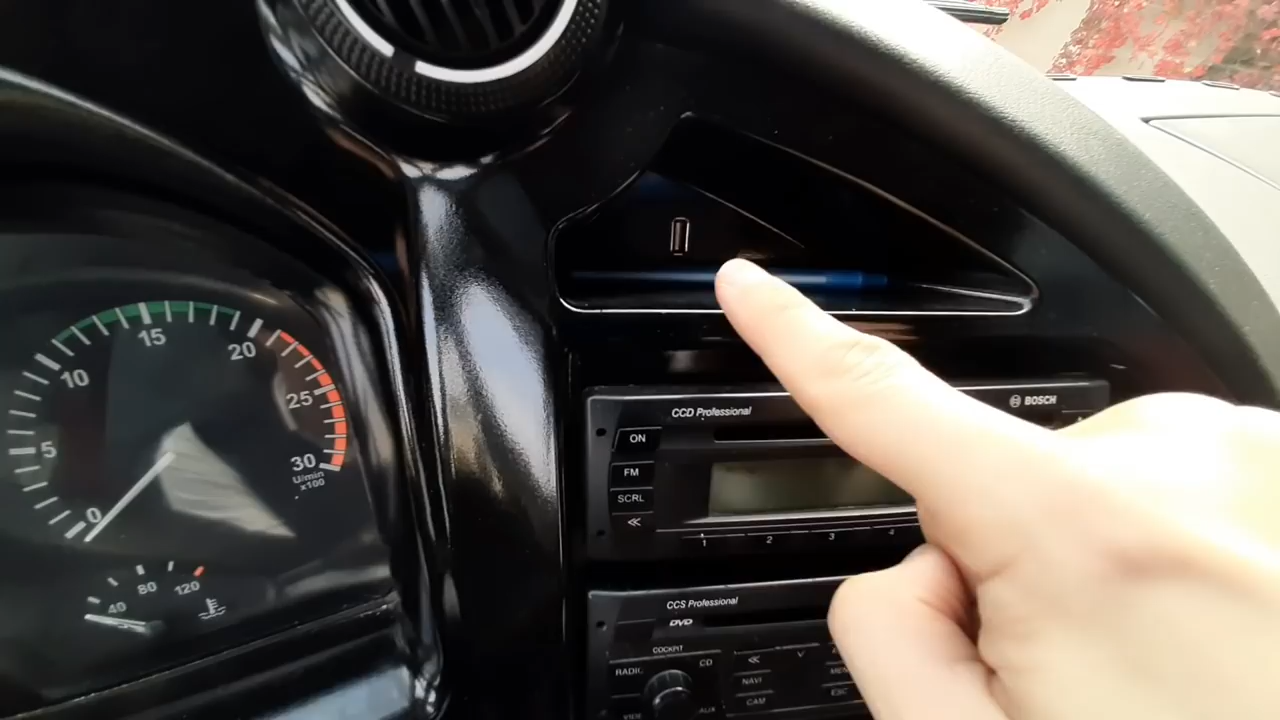 0
5
10
15
20
25
30
U/min
x100
40
80
120
CCD Professional
BOSCH
ON
FM
SCRL
1
2
3
4
CCS Professional
DVD
COCKPIT
RADIO
CD
NAVI
CAM
AUX
ESC